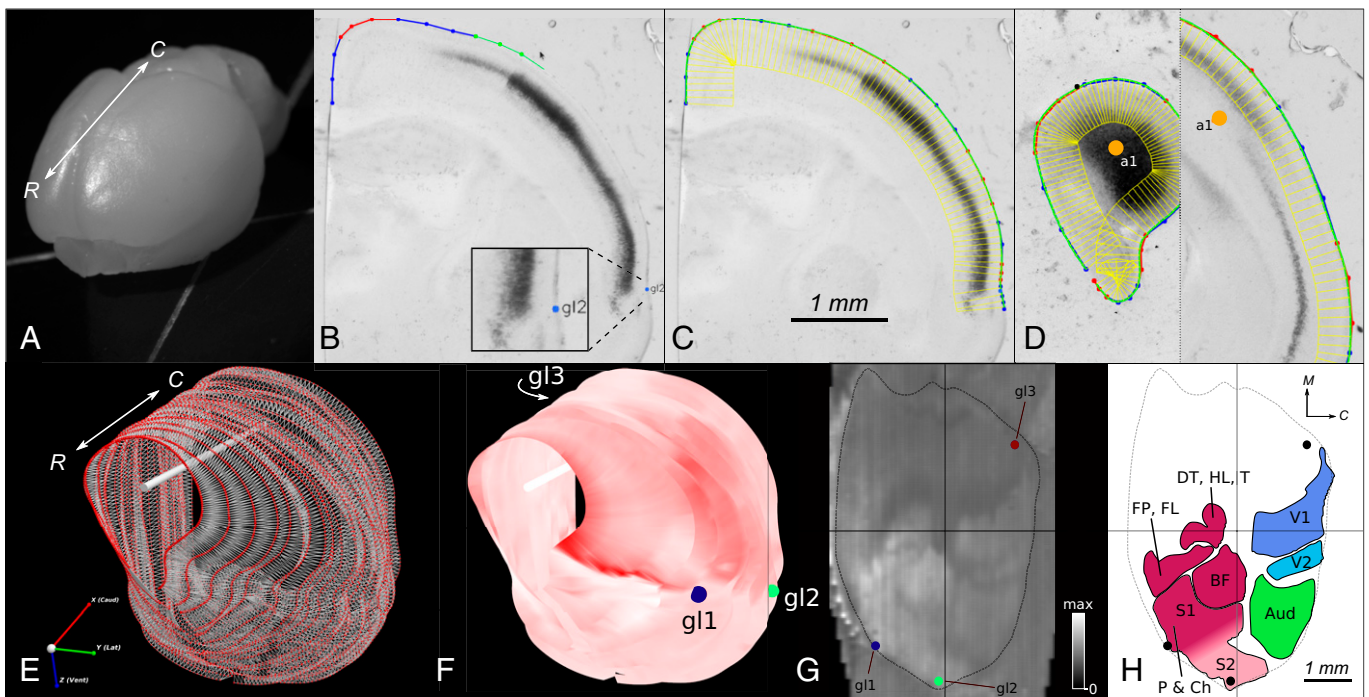 C
R
A
gl2
gl2
B
1 mm
C
a1
a1
D
C
R
X (Caud)
Y (Lat)
Z (Vent)
E
gl3
gl1
gl2
F
gl3
gl1
gl2
max
0
G
M
C
DT, HL, T
FP, FL
V1
V2
BF
S1
Aud
S2
P & Ch
1 mm
H